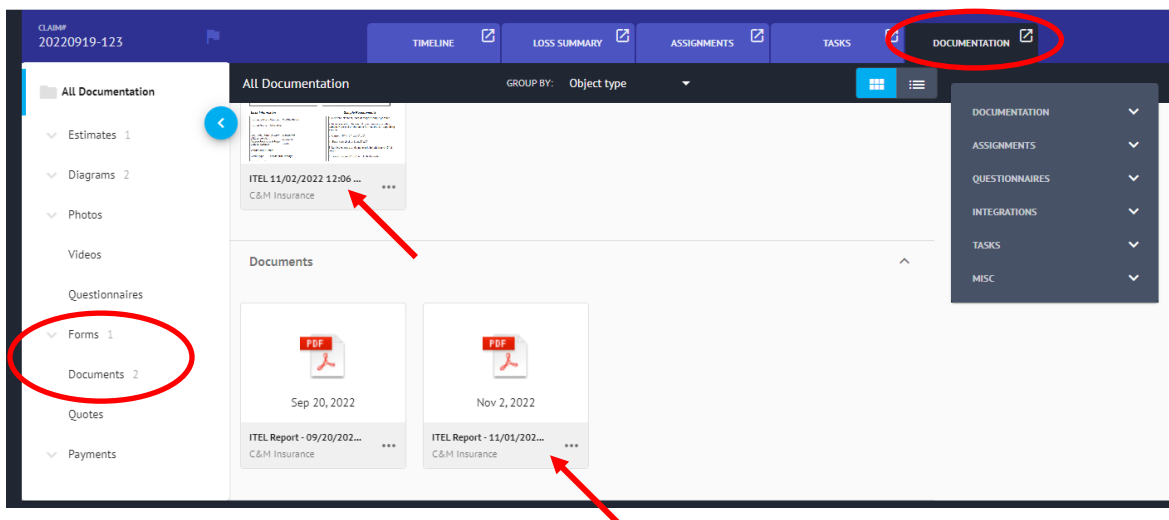 CLAIM#
20220919-123
TIMELINE
LOSS SUMMARY
ASSIGNMENTS
TASKS
DOCUMENTATION
All Documentation
Estimates 1
Diagrams 2
Photos
Videos
Questionnaires
Forms 1
Documents 2
Quotes
Payments
All Documentation
GROUP BY: Object type
ITEL 11/02/2022 12:06 ...
C&M Insurance
Documents
PDF
Sep 20, 2022
ITEL Report - 09/20/202...
C&M Insurance
PDF
Nov 2, 2022
ITEL Report - 11/01/202...
C&M Insurance
DOCUMENTATION
ASSIGNMENTS
QUESTIONNAIRES
INTEGRATIONS
TASKS
MISC